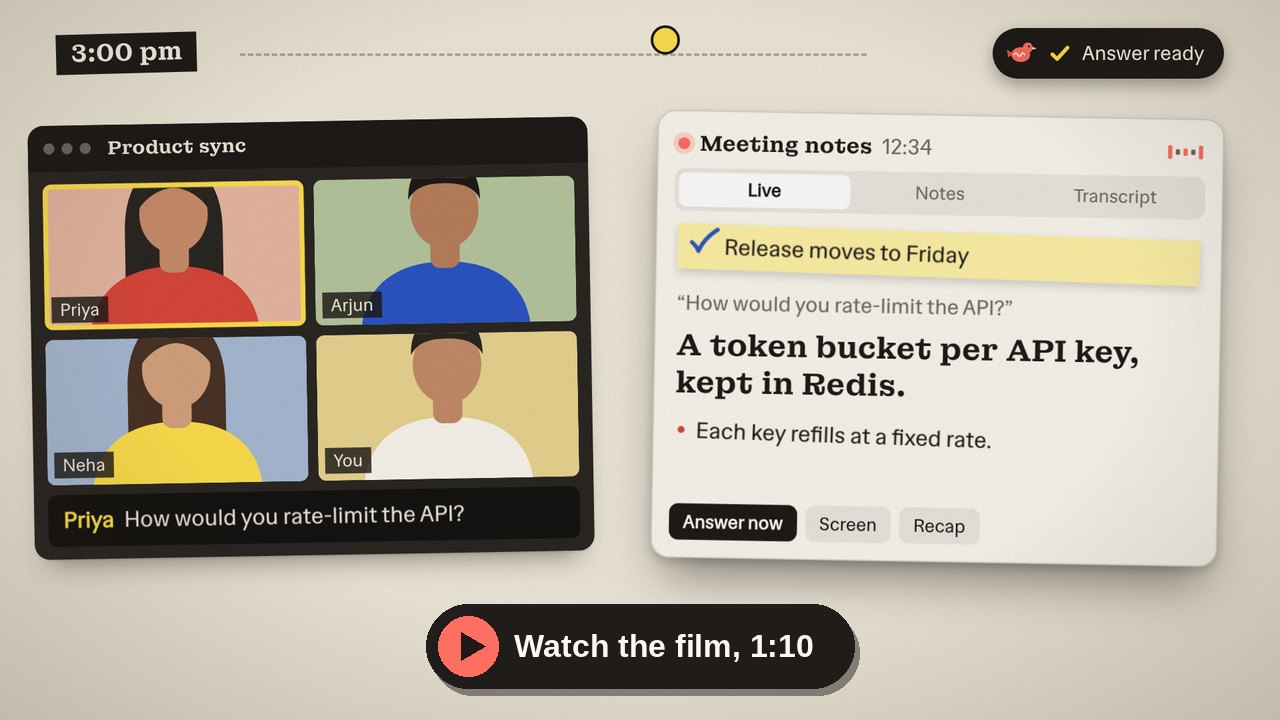 3:00 pm
Answer ready
Product sync
Priya
Arjun
Neha
You
Priya How would you rate-limit the API?
Meeting notes 12:34
Live Notes Transcript
Release moves to Friday
“How would you rate-limit the API?”
A token bucket per API key,
kept in Redis.
• Each key refills at a fixed rate.
Answer now Screen Recap
Watch the film, 1:10